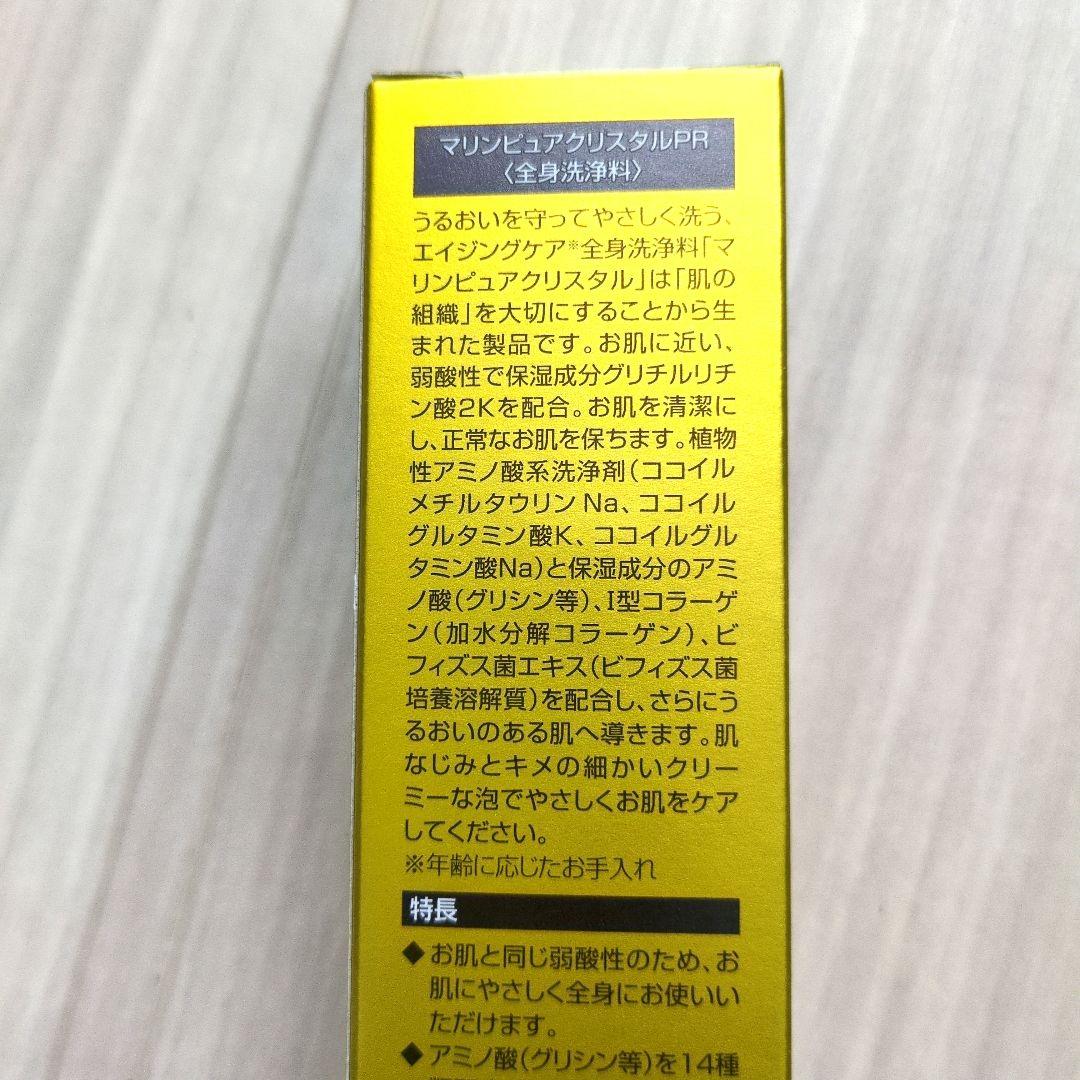 マリンピュアクリスタルPR
〈全身洗浄料〉
うるおいを守ってやさしく洗う、
エイジングケア※全身洗浄料「マ
リンピュアクリスタル」は「肌の
組織」を大切にすることから生
まれた製品です。お肌に近い、
弱酸性で保湿成分グリチルリチ
ン酸2Kを配合。お肌を清潔に
し、正常なお肌を保ちます。植物
性アミノ酸系洗浄剤(ココイル
メチルタウリンNa、ココイル
グルタミン酸K、ココイルグル
タミン酸Na)と保湿成分のアミ
ノ酸(グリシン等)、I型コラーゲ
ン(加水分解コラーゲン)、ビ
フィズス菌エキス(ビフィズス菌
培養溶解質)を配合し、さらにう
るおいのある肌へ導きます。肌
なじみとキメの細かいクリー
ミーな泡でやさしくお肌をケア
してください。
※年齢に応じたお手入れ
特長
◆お肌と同じ弱酸性のため、お
肌にやさしく全身にお使いい
ただけます。
◆アミノ酸(グリシン等)を14種